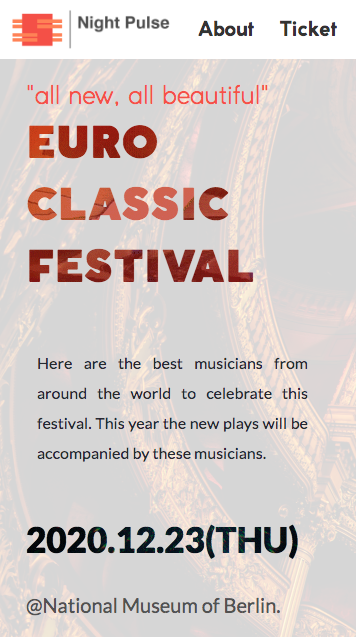 Night Pulse
About
Ticket
"all new, all beautiful"
EURO
CLASSIC
FESTIVAL
Here are the best musicians from
around the world to celebrate this
festival. This year the new plays will be
accompanied by these musicians.
2020.12.23(THU)
@National Museum of Berlin.